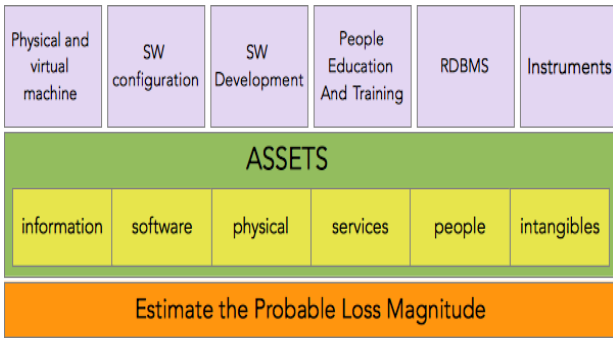 Physical and
virtual
machine
SW
configuration
SW
Development
People
Education
And Training
RDBMS
Instruments
ASSETS
information
software
physical
services
people
intangibles
Estimate the Probable Loss Magnitude